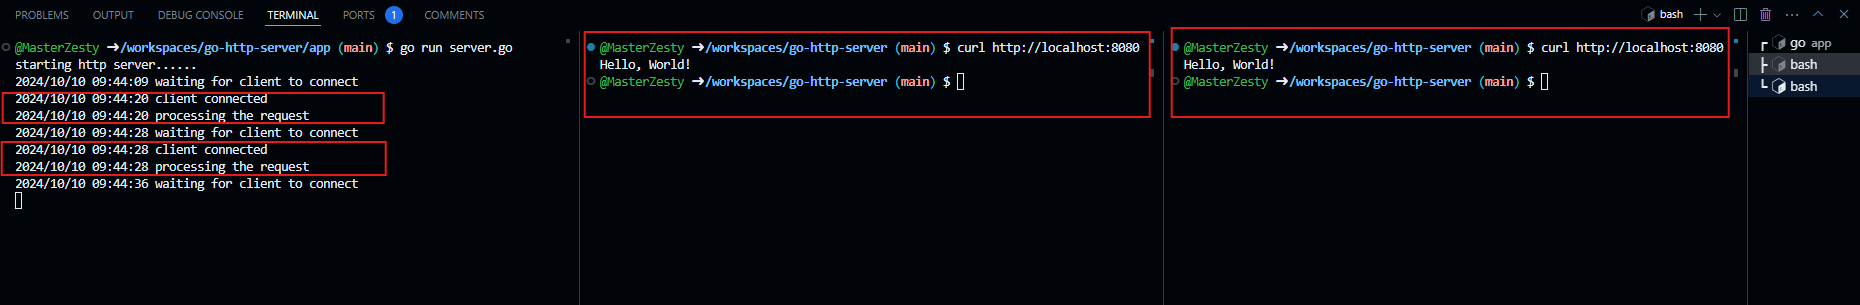 PROBLEMS OUTPUT DEBUG CONSOLE TERMINAL PORTS 1 COMMENTS
bash
@MasterZesty ➜/workspaces/go-http-server/app (main) $ go run server.go
starting http server......
2024/10/10 09:44:09 waiting for client to connect
2024/10/10 09:44:20 client connected
2024/10/10 09:44:20 processing the request
2024/10/10 09:44:28 waiting for client to connect
2024/10/10 09:44:28 client connected
2024/10/10 09:44:28 processing the request
2024/10/10 09:44:36 waiting for client to connect
@MasterZesty ➜/workspaces/go-http-server (main) $ curl http://localhost:8080
Hello, World!
@MasterZesty ➜/workspaces/go-http-server (main) $
@MasterZesty ➜/workspaces/go-http-server (main) $ curl http://localhost:8080
Hello, World!
@MasterZesty ➜/workspaces/go-http-server (main) $
go app
bash
bash